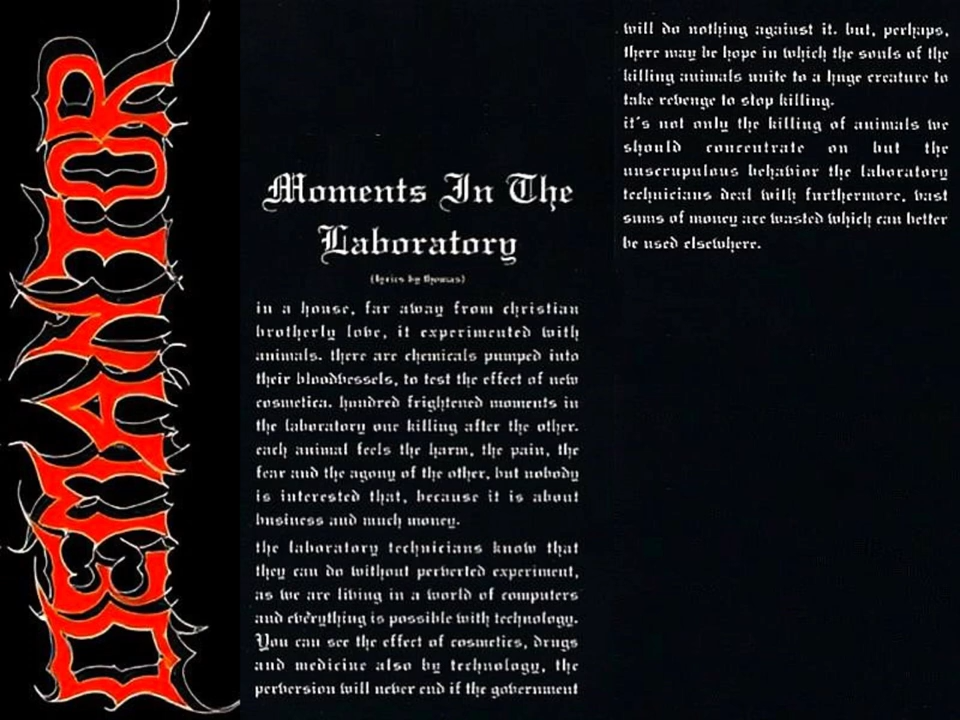 DEMANTOR
Moments In The
Laboratory
(lyrics by thomas)
in a house, far away from christian
brotherly love, it experimented with
animals. there are chemicals pumped into
their bloodvessels, to test the effect of new
cosmetica. hundred frightened moments in
the laboratory one killing after the other.
each animal feels the harm, the pain, the
fear and the agony of the other, but nobody
is interested that, because it is about
business and much money.
the laboratory technicians know that
they can do without perverted experiment,
as we are living in a world of computers
and everything is possible with technology.
You can see the effect of cosmetics, drugs
and medicine also by technology, the
perversion will never end if the government
will do nothing against it. but, perhaps,
there may be hope in which the souls of the
killing animals unite to a huge creature to
take revenge to stop killing.
it's not only the killing of animals we
should concentrate on but the
unscrupulous behavior the laboratory
technicians deal with furthermore, vast
sums of money are wasted which can better
be used elsewhere.